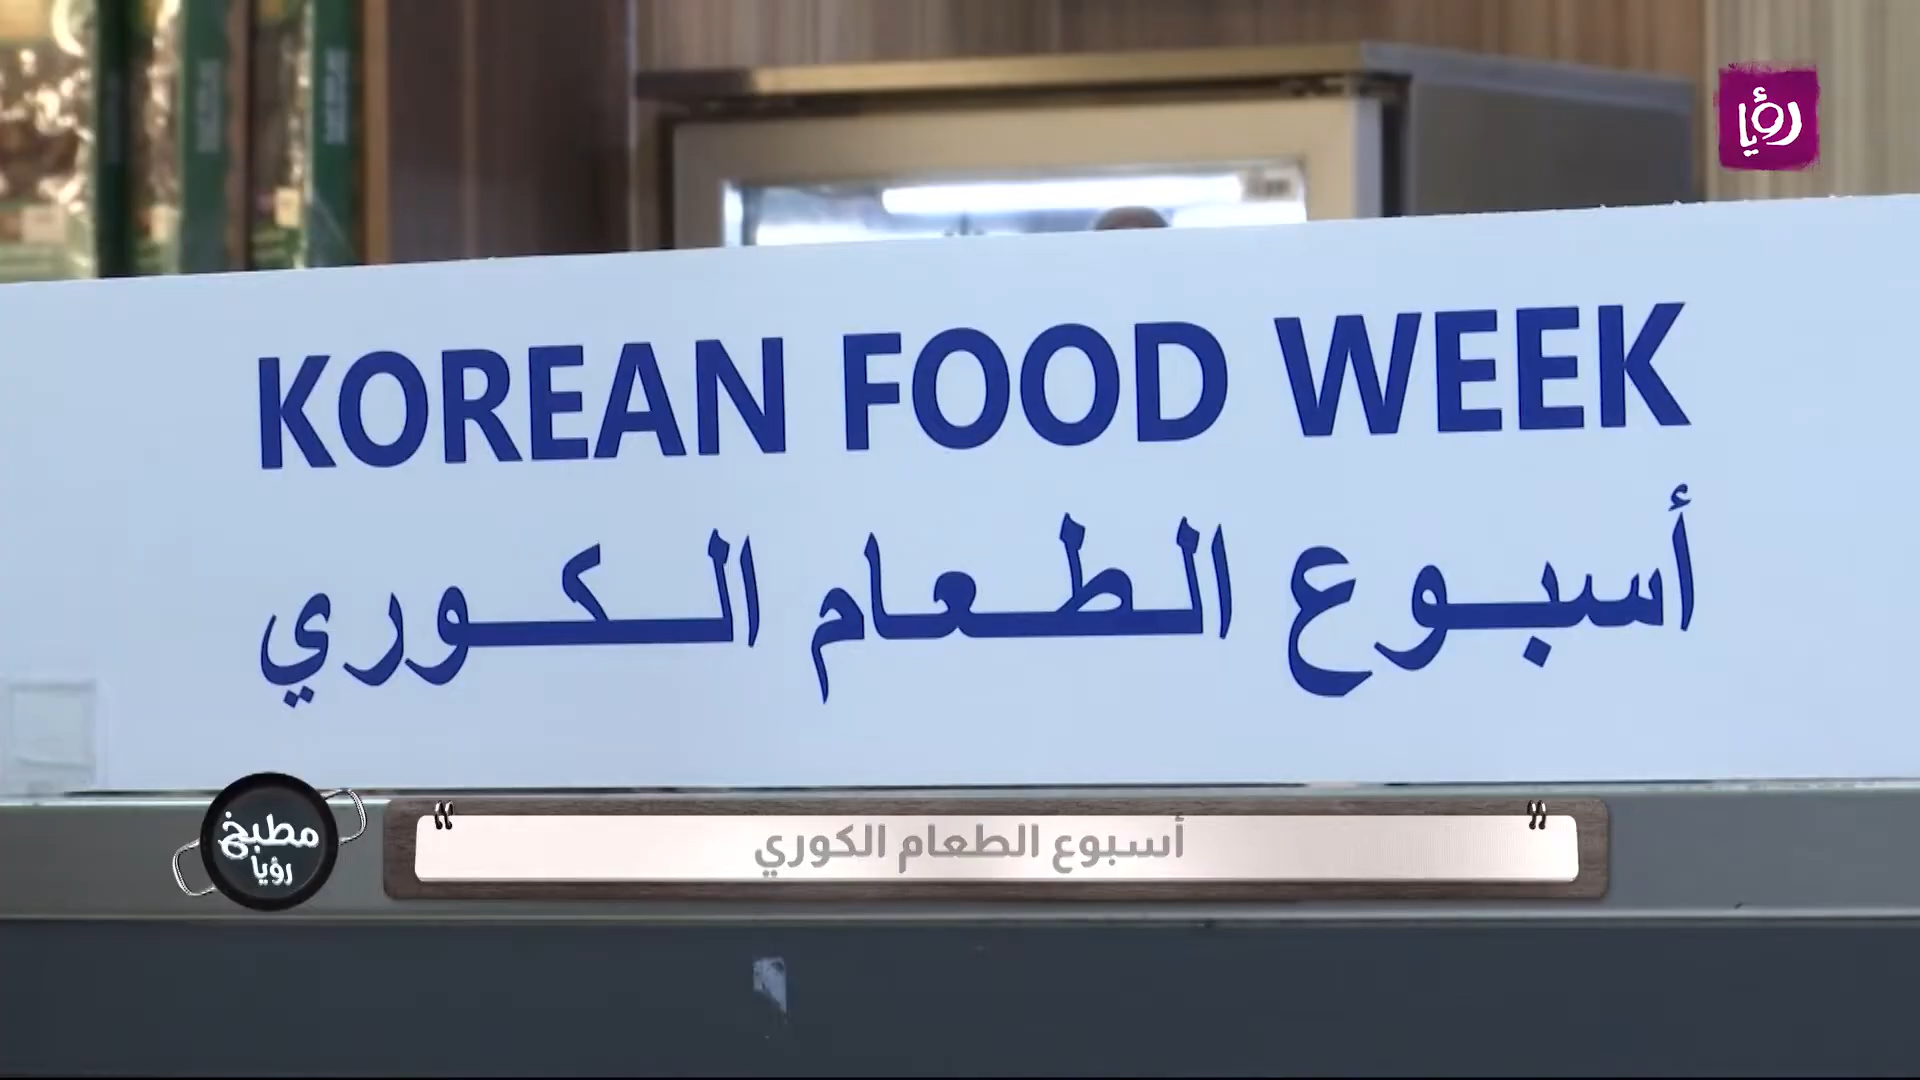 رؤيا
KOREAN FOOD WEEK
أسبوع الطعام الكوري
مطبخ
رؤيا
"أسبوع الطعام الكوري"